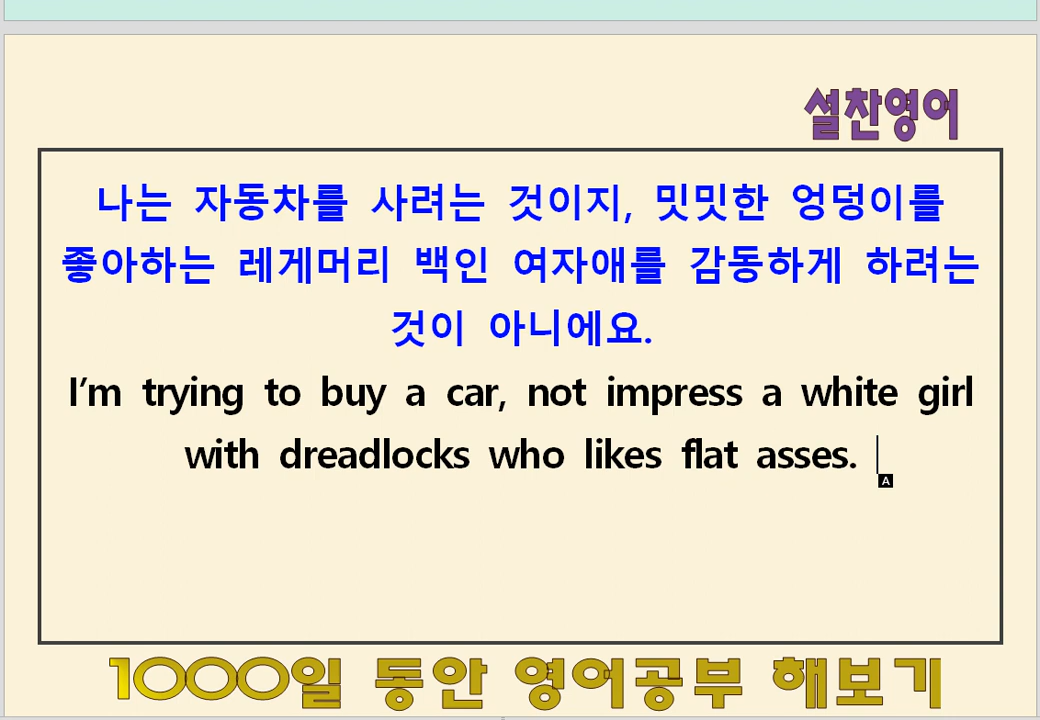 설찬영어
나는 자동차를 사려는 것이지, 밋밋한 엉덩이를
좋아하는 레게머리 백인 여자애를 감동하게 하려는
것이 아니에요.
I'm trying to buy a car, not impress a white girl
with dreadlocks who likes flat asses.
A
1000일 동안 영어공부 해보기